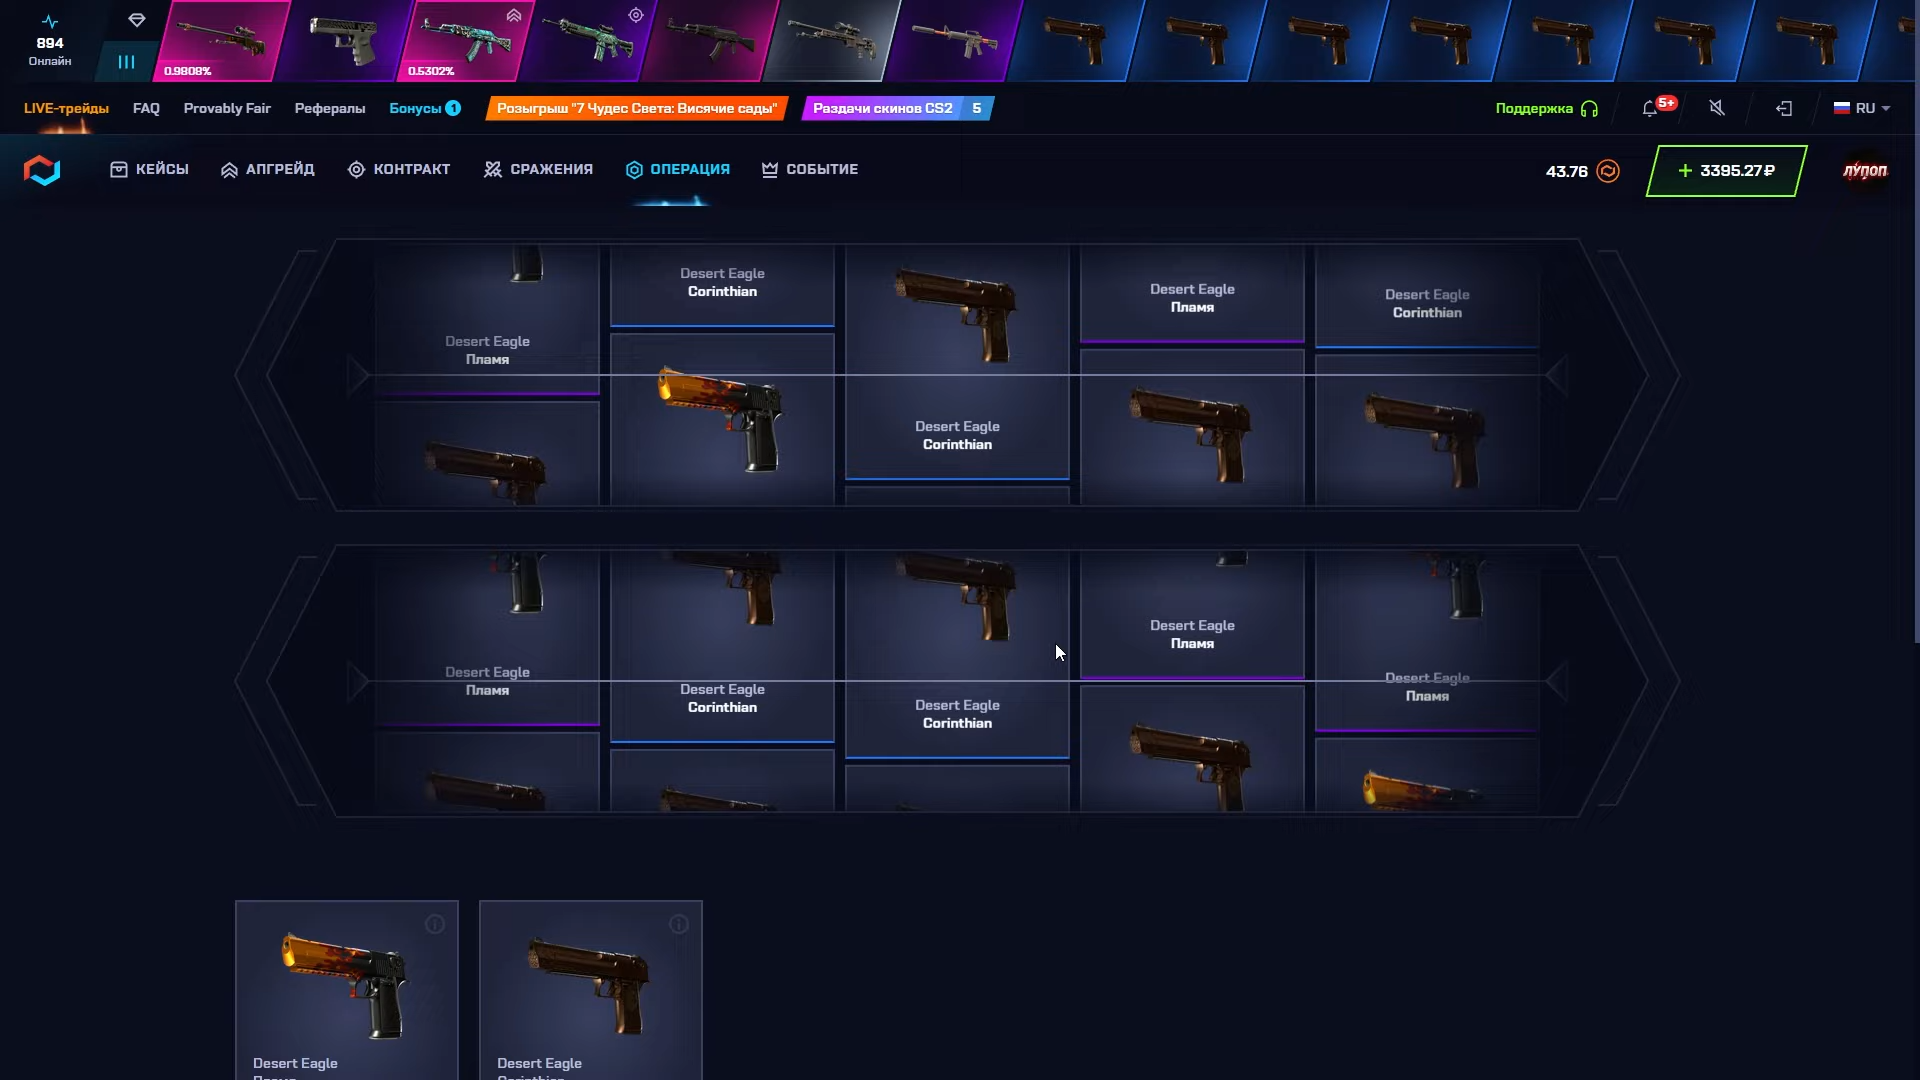 894
Онлайн
0.9808%
0.5302%
LIVE-трейды
FAQ
Provably Fair
Рефералы
Бонусы 1
Розыгрыш "7 Чудес Света: Висячие сады"
Раздачи скинов CS2 5
Поддержка
5+
RU
КЕЙСЫ
АПГРЕЙД
КОНТРАКТ
СРАЖЕНИЯ
ОПЕРАЦИЯ
СОБЫТИЕ
43.76
+ 3395.27₽
ЛУПОП
Desert Eagle
Пламя
Desert Eagle
Corinthian
Desert Eagle
Corinthian
Desert Eagle
Пламя
Desert Eagle
Corinthian
Desert Eagle
Пламя
Desert Eagle
Corinthian
Desert Eagle
Corinthian
Desert Eagle
Пламя
Desert Eagle
Пламя
Desert Eagle
Desert Eagle